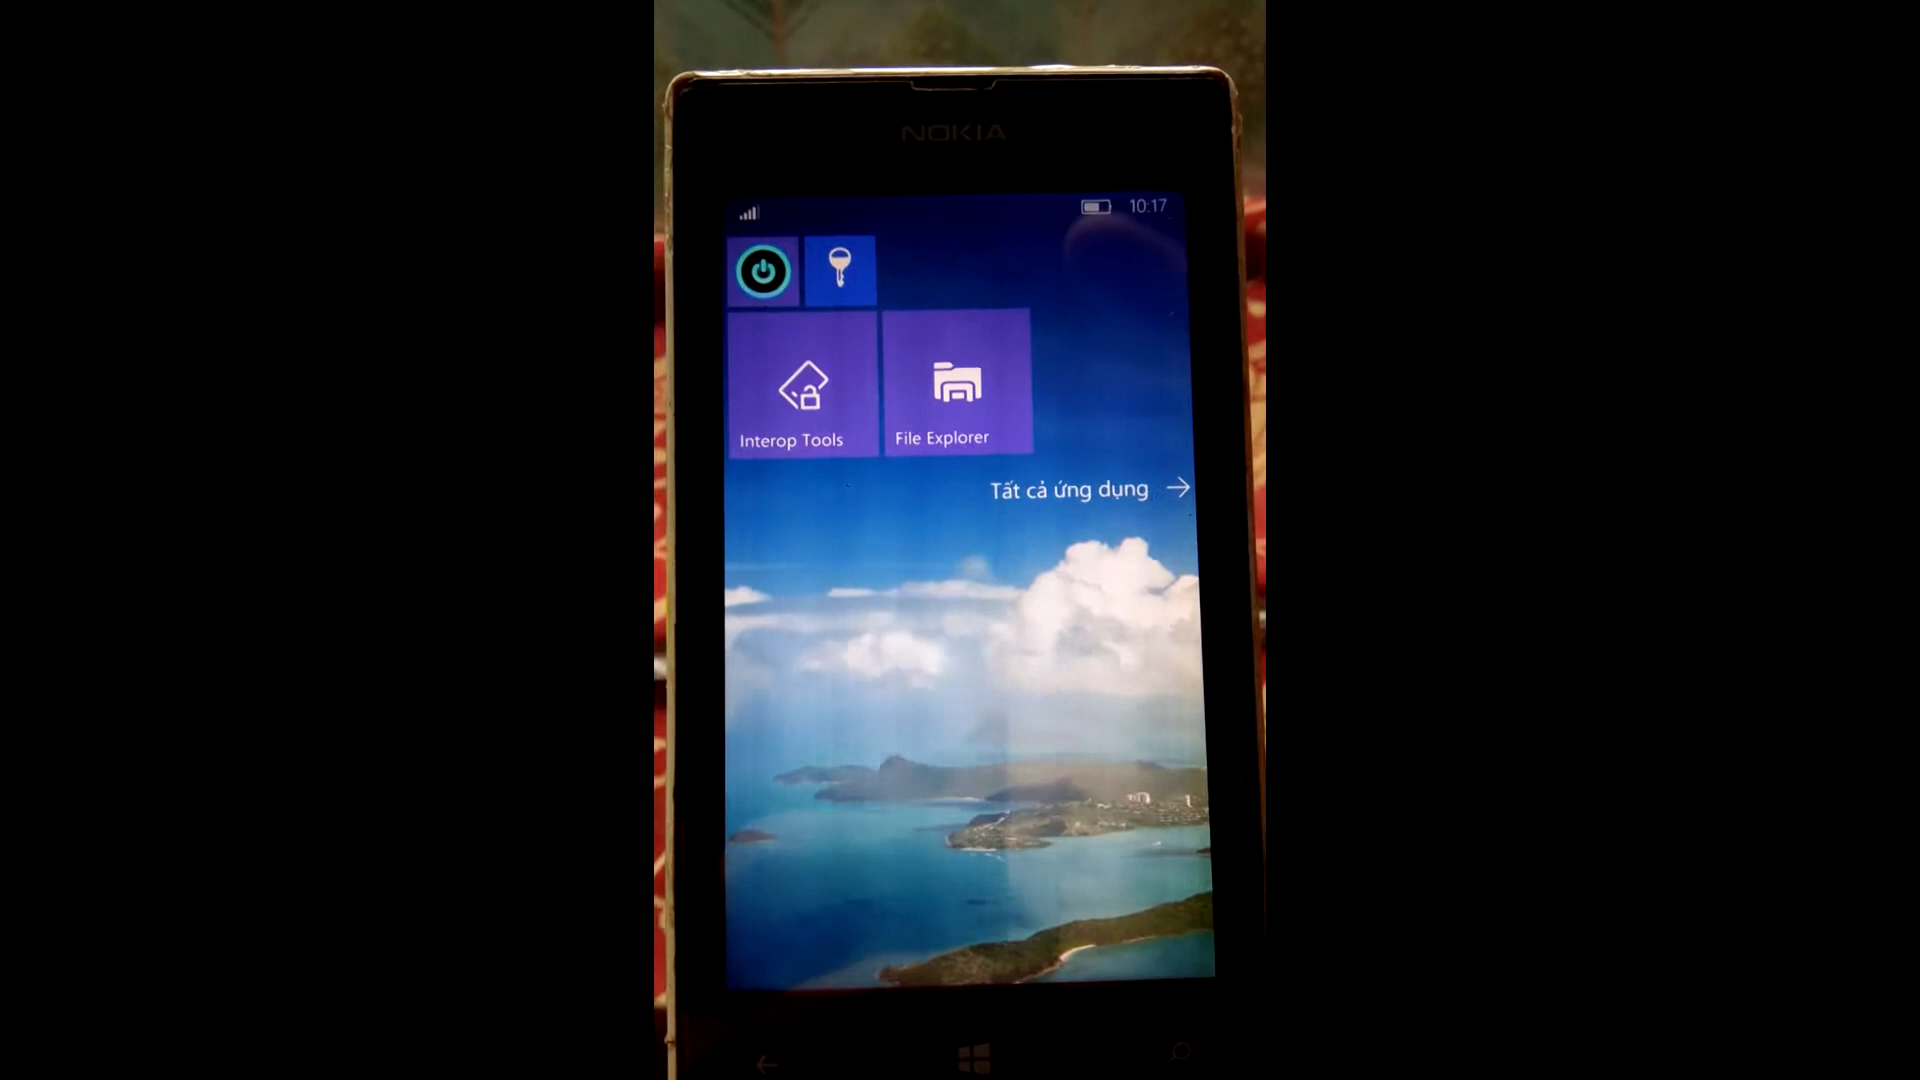 NOKIA
10:17
Interop Tools
File Explorer
Tất cả ứng dụng